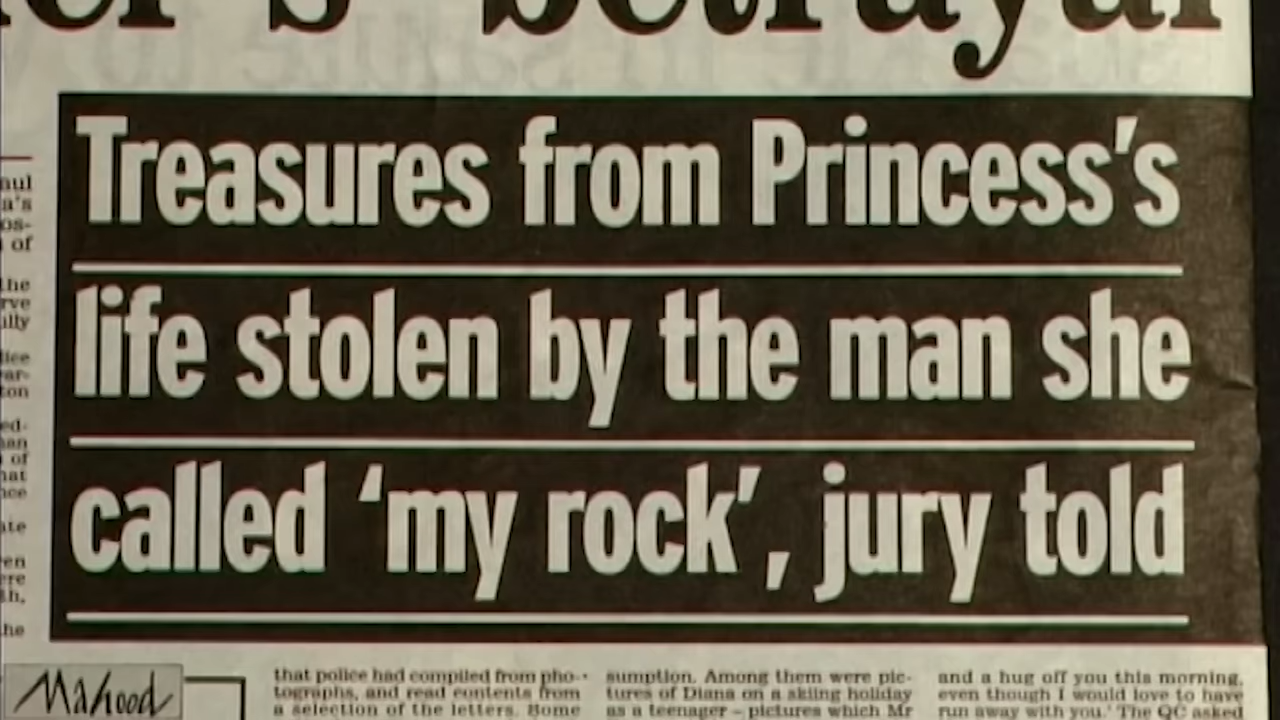 's betrayal
Treasures from Princess's
life stolen by the man she
called 'my rock', jury told
Mahood
that police had compiled from pho-
tographs, and read contents from
a selection of the letters. Some
sumption. Among them were pic-
tures of Diana on a skiing holiday
as a teenager – pictures which Mr
and a hug off you this morning,
even though I would love to have
run away with you.' The QC asked